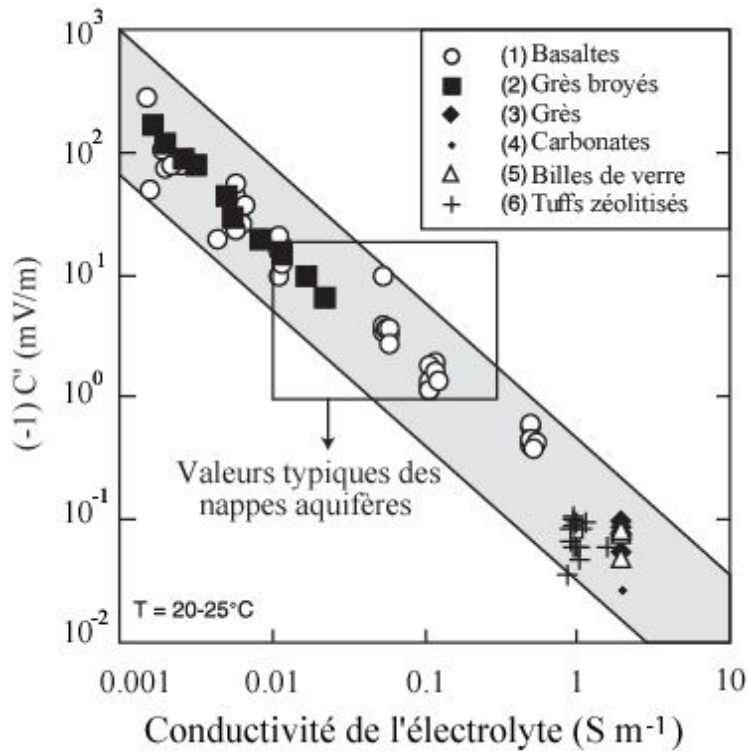 10³
10²
10¹
10⁰
10⁻¹
10⁻²
(-1) C' (mV/m)
(1) Basaltes
(2) Grès broyés
(3) Grès
(4) Carbonates
(5) Billes de verre
(6) Tuffs zéolitisés
Valeurs typiques des
nappes aquifères
T = 20-25°C
0.001 0.01 0.1 1 10
Conductivité de l'électrolyte (S m⁻¹)